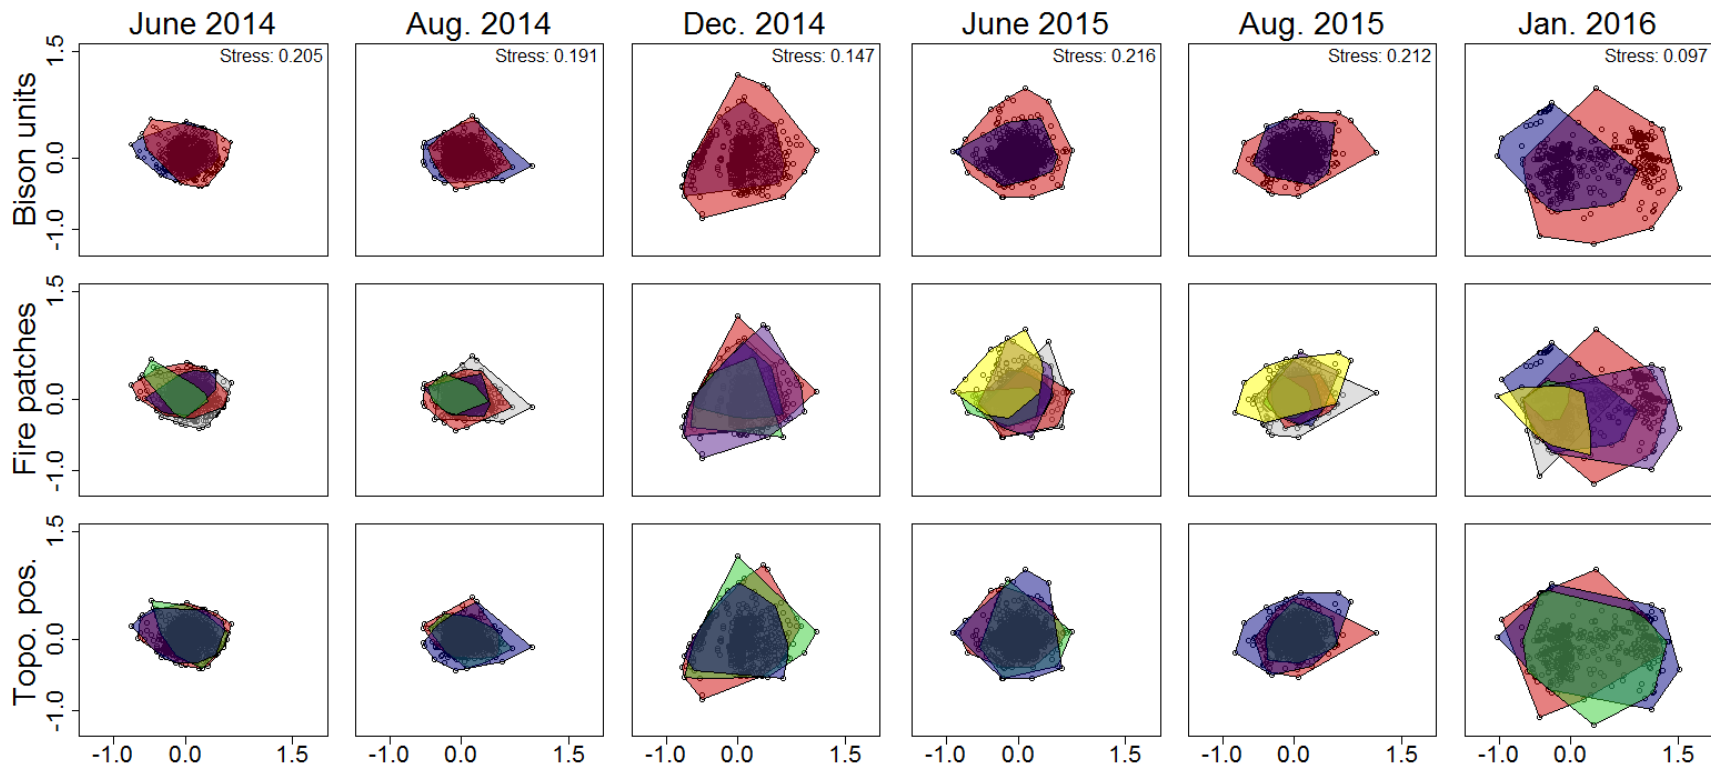 June 2014 Aug. 2014 Dec. 2014 June 2015 Aug. 2015 Jan. 2016
Bison units
1.5
0.0
-1.0
Stress: 0.205 Stress: 0.191 Stress: 0.147 Stress: 0.216 Stress: 0.212 Stress: 0.097
Fire patches
1.5
0.0
-1.0
Topo. pos.
1.5
0.0
-1.0
-1.0 0.0 1.5 -1.0 0.0 1.5 -1.0 0.0 1.5 -1.0 0.0 1.5 -1.0 0.0 1.5 -1.0 0.0 1.5